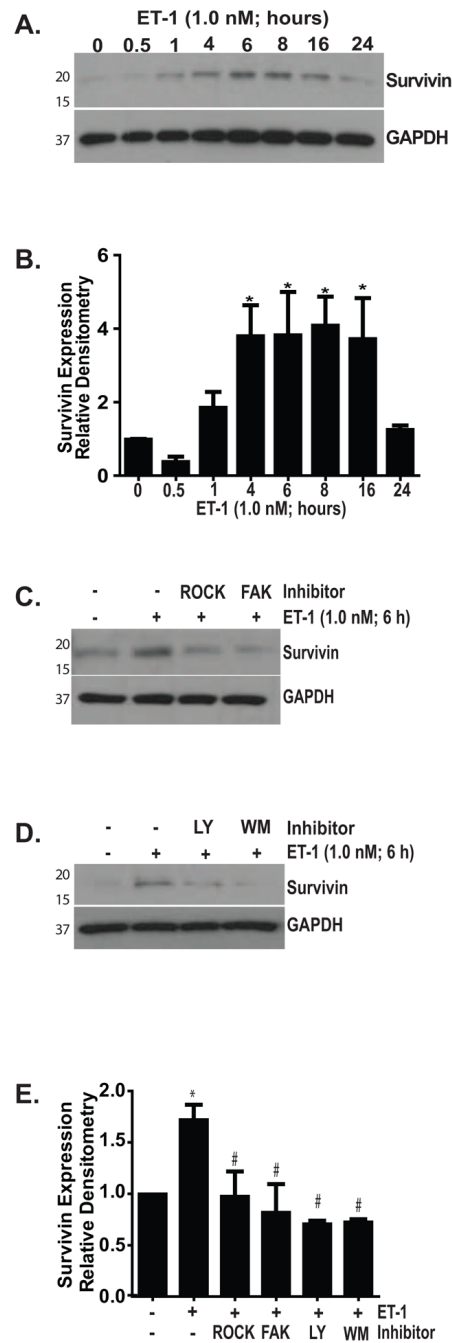 A.
ET-1 (1.0 nM; hours)
0 0.5 1 4 6 8 16 24
20
15
Survivin
37
GAPDH
B.
Survivin Expression
Relative Densitometry
6
4
2
0
* * * *
0 0.5 1 4 6 8 16 24
ET-1 (1.0 nM; hours)
C.
- - ROCK FAK Inhibitor
- + + + ET-1 (1.0 nM; 6 h)
20
15
Survivin
37
GAPDH
D.
- - LY WM Inhibitor
- + + + ET-1 (1.0 nM; 6 h)
20
15
Survivin
37
GAPDH
E.
Survivin Expression
Relative Densitometry
2.0
1.5
1.0
0.5
0.0
* # # # #
- + + + + + ET-1
- - ROCK FAK LY WM Inhibitor